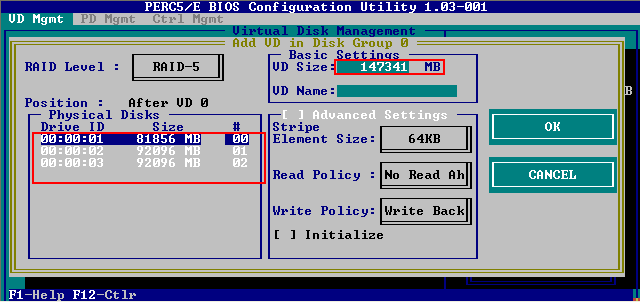 PERC5/E BIOS Configuration Utility 1.03-001
VD Mgmt PD Mgmt Ctrl Mgmt
Virtual Disk Management
Add VD in Disk Group 0
RAID Level : RAID-5
Basic Settings
VD Size: 147341 MB
VD Name:
Position : After VD 0
Physical Disks
Drive ID Size #
00:00:01 81856 MB 00
00:00:02 92096 MB 01
00:00:03 92096 MB 02
[ ] Advanced Settings
Stripe
Element Size: 64KB
Read Policy : No Read Ah
Write Policy: Write Back
[ ] Initialize
OK
CANCEL
B
F1-Help F12-Ctlr